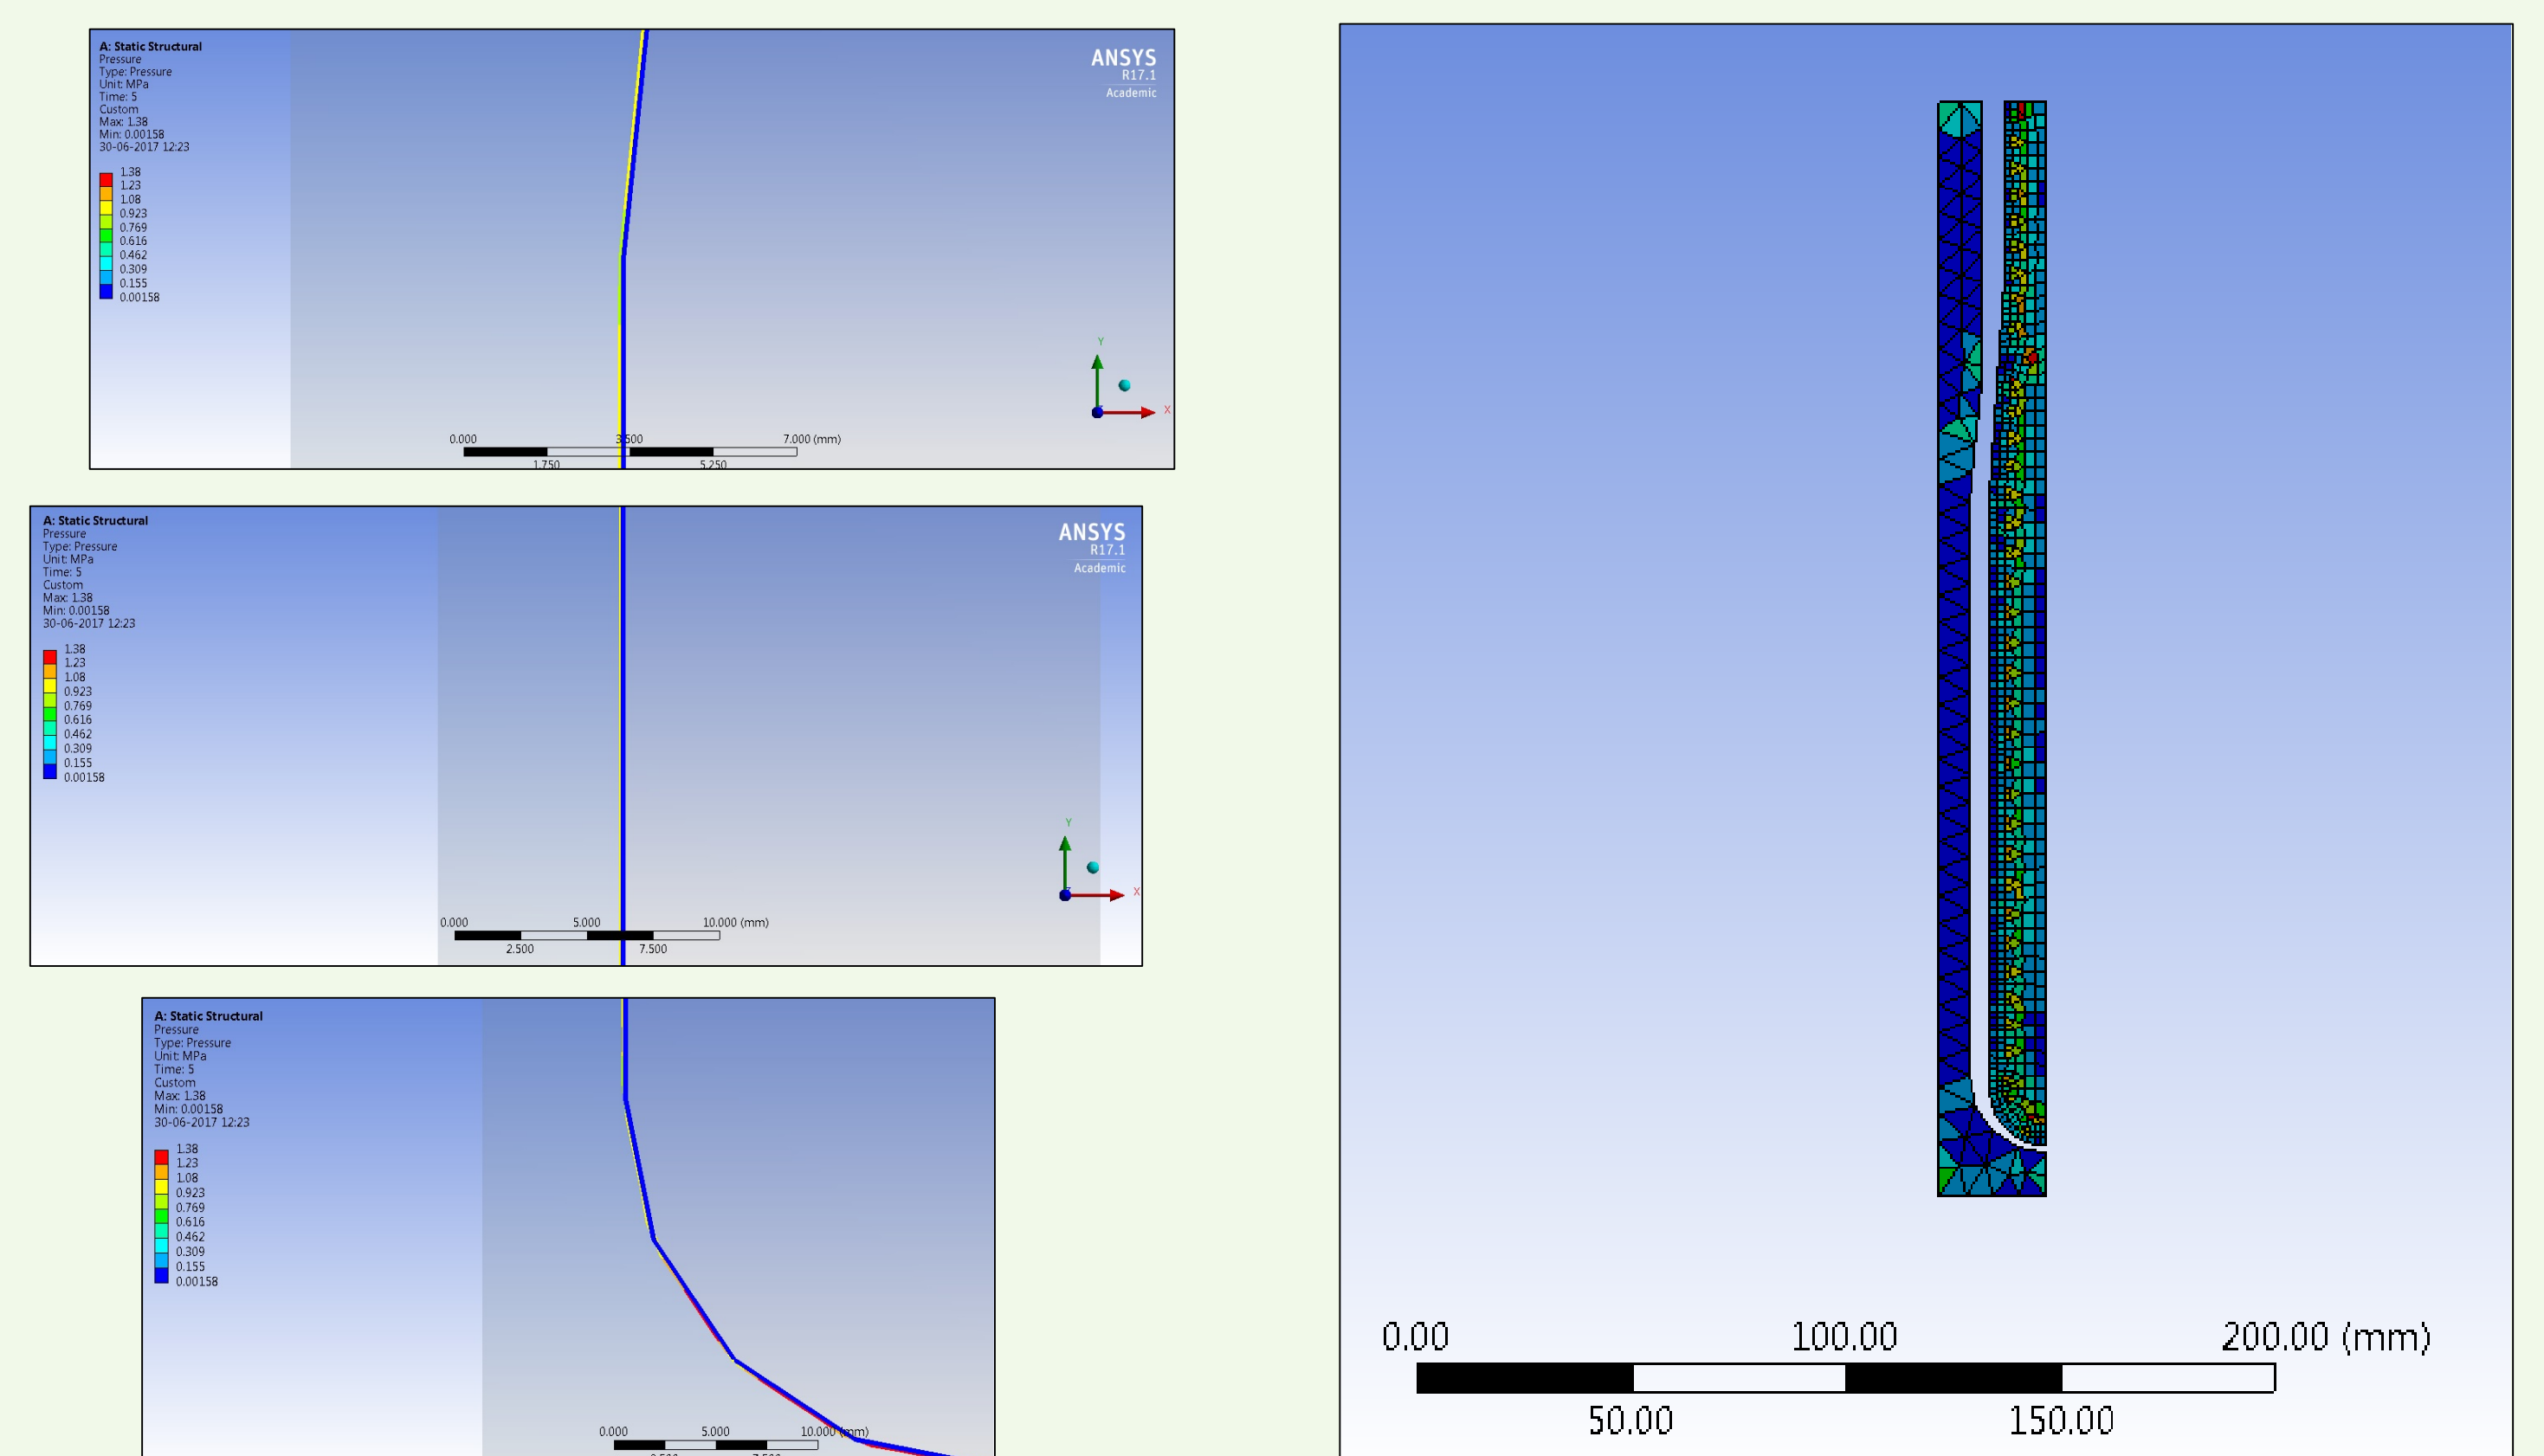 A: Static Structural
Pressure
Type: Pressure
Unit: MPa
Time: 5
Custom
Max: 1.38
Min: 0.00158
30-06-2017 12:23
1.38
1.23
1.08
0.923
0.769
0.616
0.462
0.309
0.155
0.00158
ANSYS
R17.1
Academic
Y
X
0.000 3.500 7.000 (mm)
1.750 5.250
A: Static Structural
Pressure
Type: Pressure
Unit: MPa
Time: 5
Custom
Max: 1.38
Min: 0.00158
30-06-2017 12:23
1.38
1.23
1.08
0.923
0.769
0.616
0.462
0.309
0.155
0.00158
ANSYS
R17.1
Academic
Y
X
0.000 5.000 10.000 (mm)
2.500 7.500
A: Static Structural
Pressure
Type: Pressure
Unit: MPa
Time: 5
Custom
Max: 1.38
Min: 0.00158
30-06-2017 12:23
1.38
1.23
1.08
0.923
0.769
0.616
0.462
0.309
0.155
0.00158
0.000 5.000 10.000 (mm)
0.00 100.00 200.00 (mm)
50.00 150.00